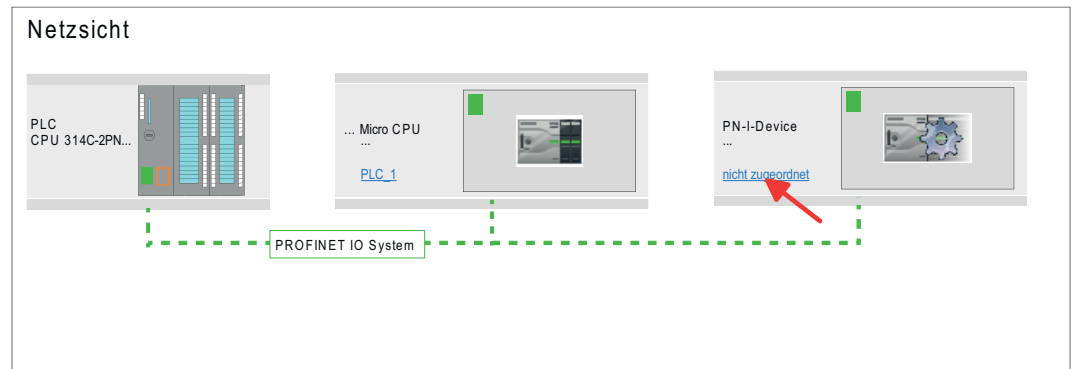 Netzsicht
PLC
CPU 314C-2PN...
... Micro CPU
...
PLC_1
PN-I-Device
...
nicht zugeordnet
PROFINET IO System